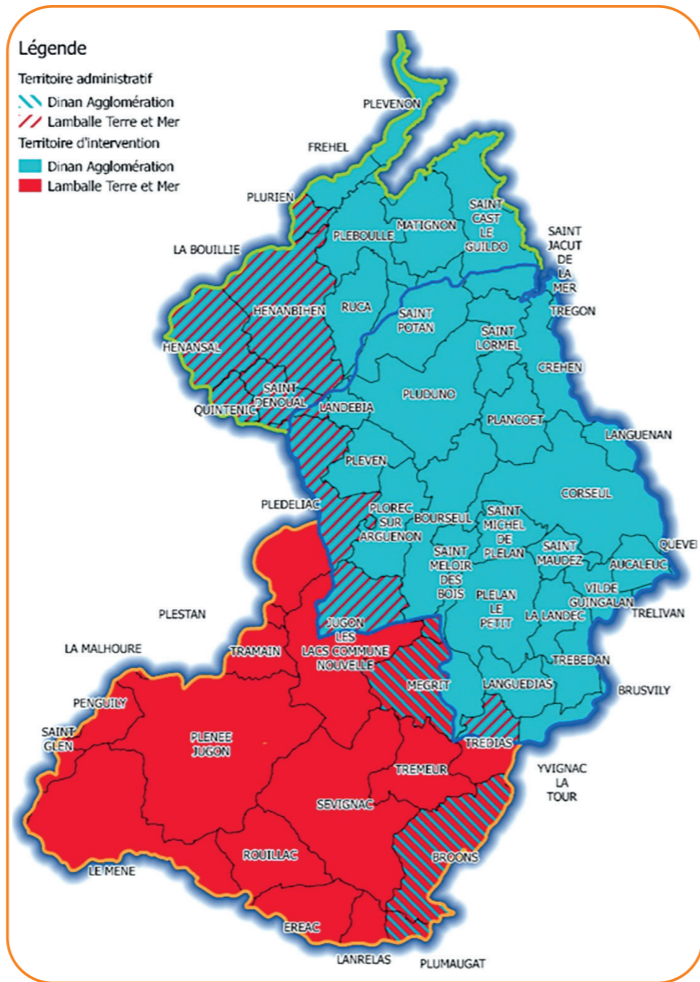 Légende
Territoire administratif
Dinan Agglomération
Lamballe Terre et Mer
Territoire d'intervention
Dinan Agglomération
Lamballe Terre et Mer
PLEVENON
FREHEL
PLURIEN
SAINT
CAST
LE
GUILDO
MATIGNON
PLEBOULLE
SAINT
JACUT
DE
LA
MER
LA BOUILLIE
HENANBIHEN
RUCA
SAINT
POTAN
TREGON
SAINT
LORMEL
HENANSAL
CREHEN
SAINT
DENOUAL
PLUDUNO
QUINTENIC
LANDEBIA
PLANCOET
LANGUENAN
PLEVEN
CORSEUL
PLEDELIAC
PLOREC
SUR
ARGUENON
BOURSEUL
SAINT
MICHEL
DE
PLELAN
SAINT
MAUDEZ
QUEVE
AUCALEUC
SAINT
MELOIR
DES
BOIS
VILDE
GUINGALAN
PLELAN
LE
PETIT
LA LANDEC
TRELIVAN
PLESTAN
JUGON
LES
LACS COMMUNE
NOUVELLE
TRAMAIN
LA MALHOURE
TREBEDAN
MEGRIT
LANGUEDIAS
BRUSVILY
PENGUILY
SAINT
GLEN
PLENEE
JUGON
TREDIAS
TREMEUR
YVIGNAC
LA
TOUR
SEVIGNAC
ROUILLAC
BROONS
LE MENE
EREAC
LANRELAS
PLUMAUGAT